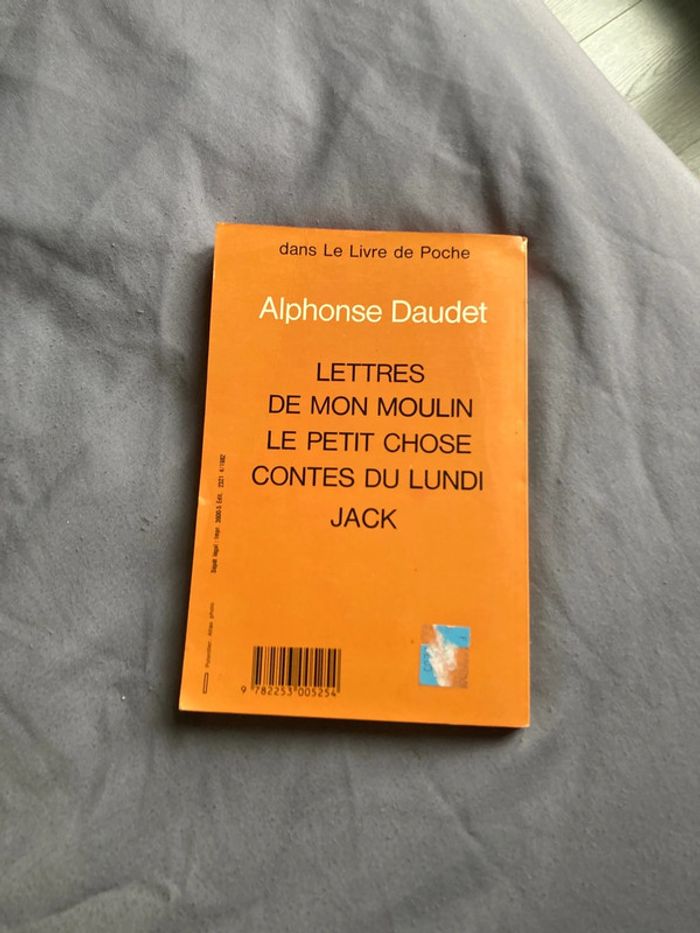 dans Le Livre de Poche
Alphonse Daudet
LETTRES
DE MON MOULIN
LE PETIT CHOSE
CONTES DU LUNDI
JACK
9 782253 005254